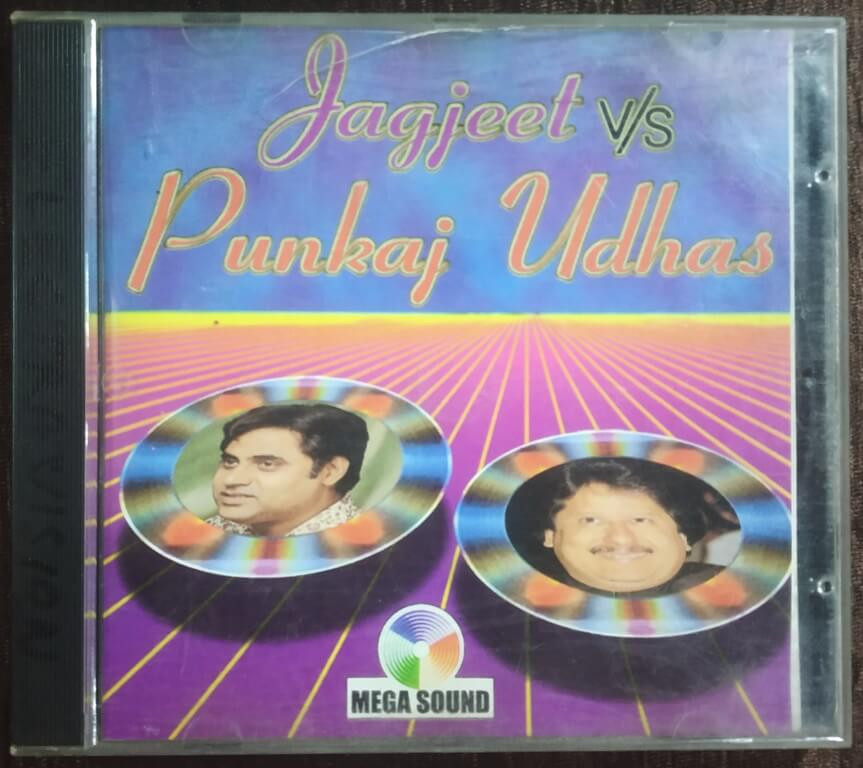 Jagjeet V/S
Punkaj Udhas
MEGA SOUND